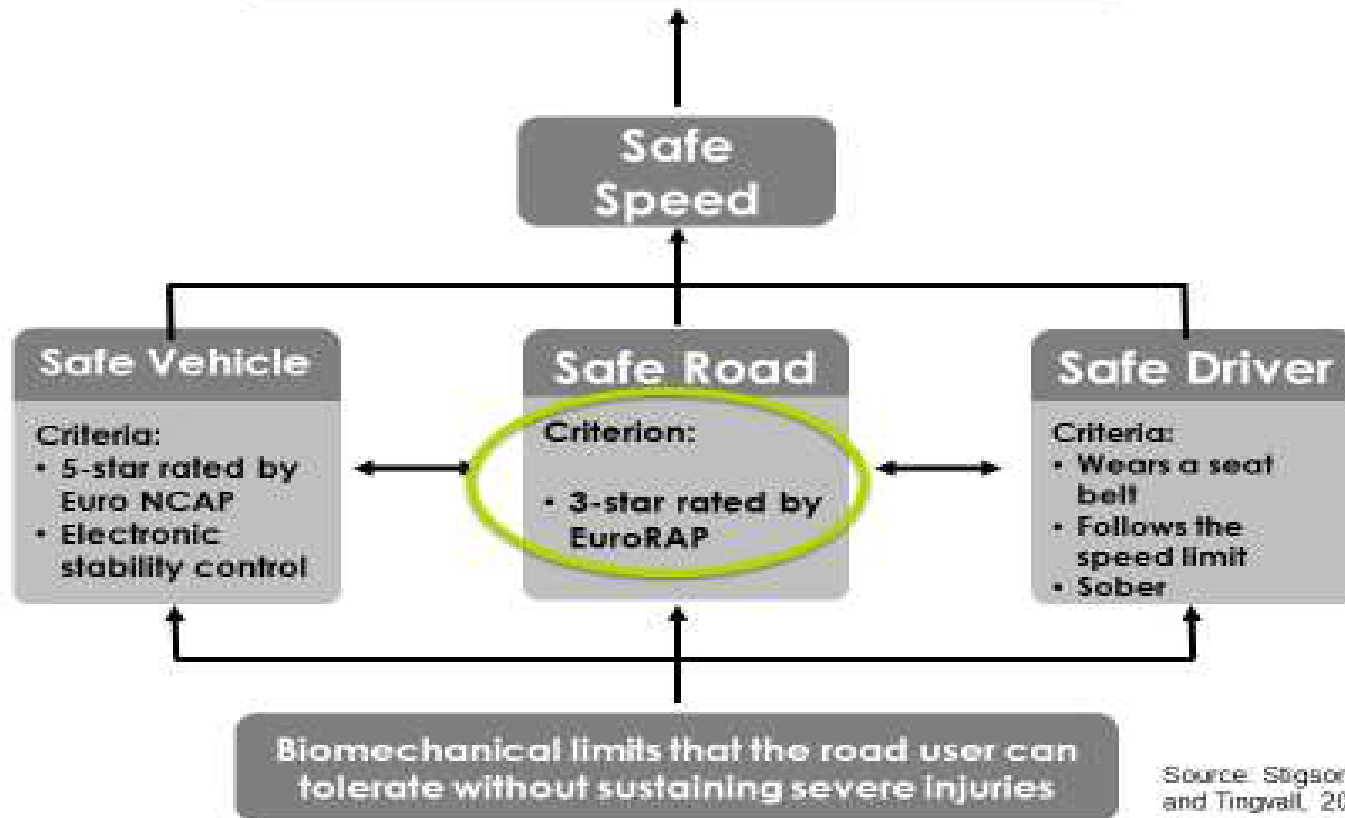 Safe
Speed
Safe Vehicle
Criteria:
• 5-star rated by
Euro NCAP
• Electronic
stability control
Safe Road
Criterion:
• 3-star rated by
EuroRAP
Safe Driver
Criteria:
• Wears a seat
belt
• Follows the
speed limit
• Sober
Biomechanical limits that the road user can
tolerate without sustaining severe injuries
Source: Stigson
and Tingvall, 20